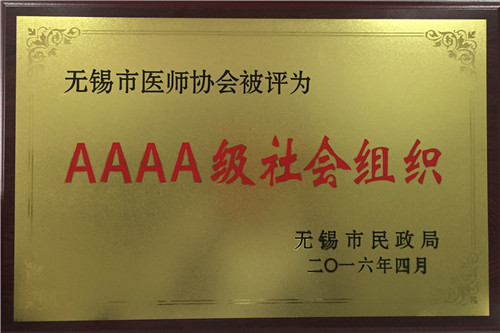 无锡市医师协会被评为
AAAA级社会组织
无锡市民政局
二〇一六年四月